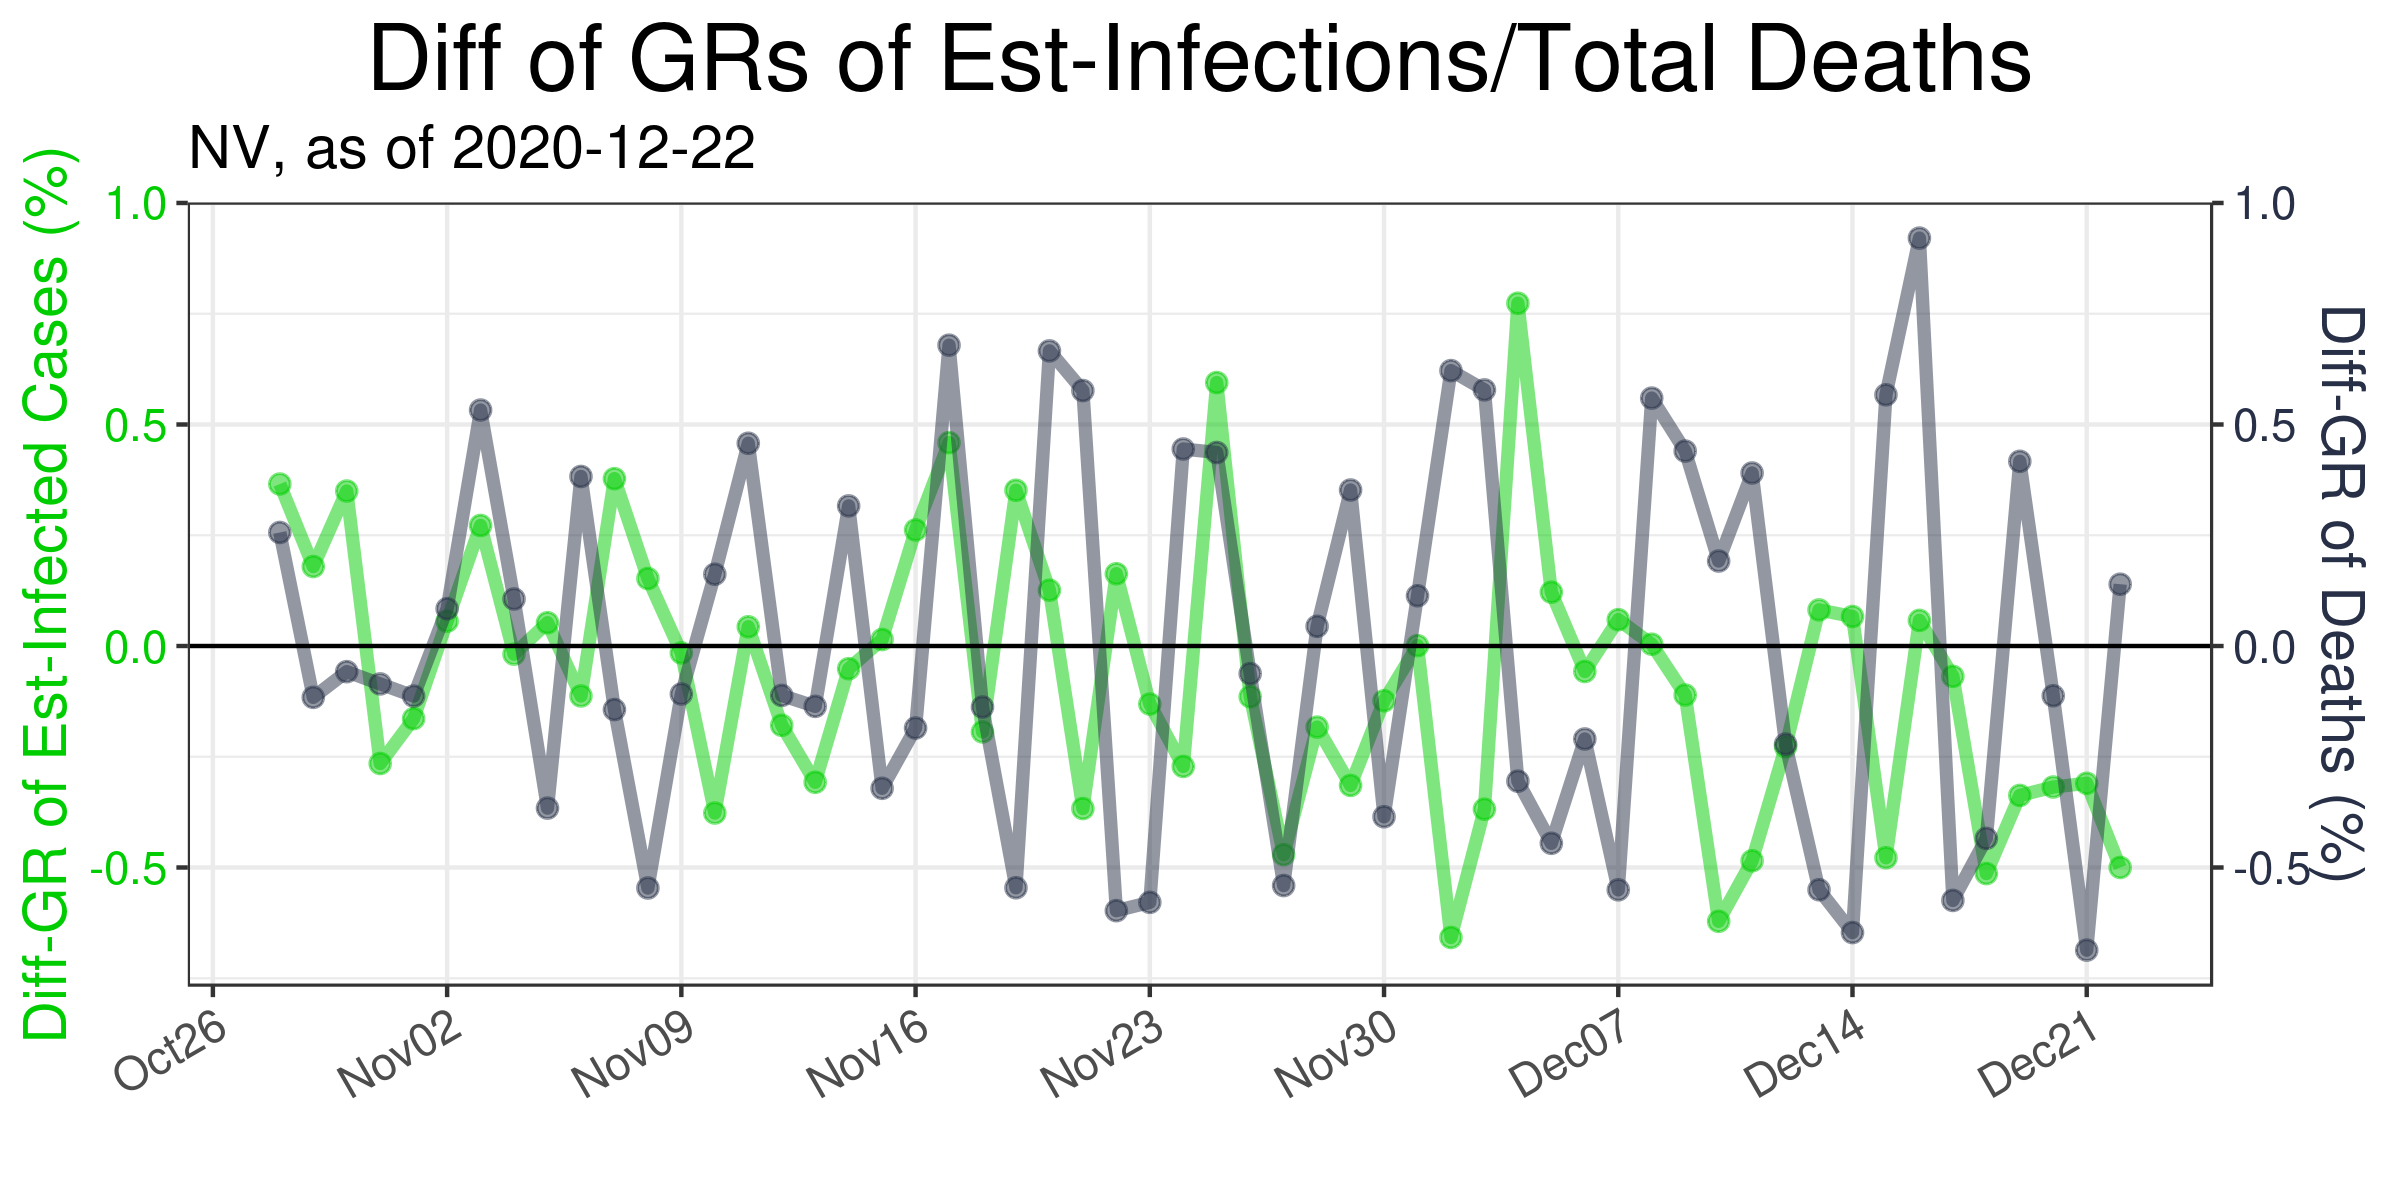 Diff of GRs of Est-Infections/Total Deaths
NV, as of 2020-12-22
Diff-GR of Est-Infected Cases (%)
1.0
0.5
0.0
-0.5
1.0
0.5
0.0
-0.5
Diff-GR of Deaths (%)
Oct26
Nov02
Nov09
Nov16
Nov23
Nov30
Dec07
Dec14
Dec21